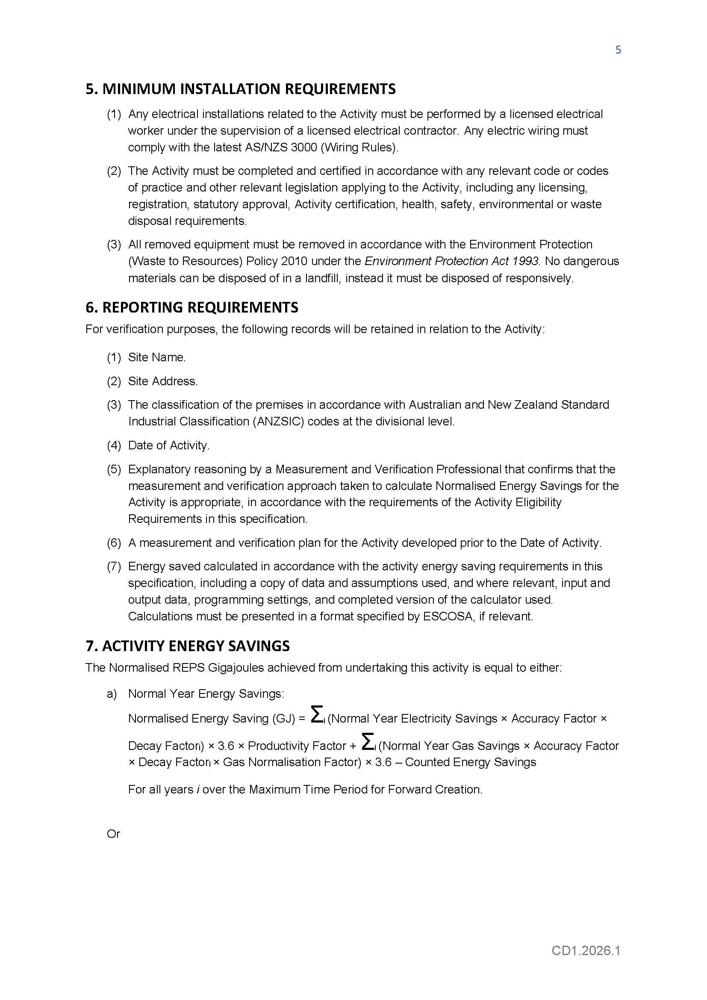 5
5. MINIMUM INSTALLATION REQUIREMENTS
(1) Any electrical installations related to the Activity must be performed by a licensed electrical
worker under the supervision of a licensed electrical contractor. Any electric wiring must
comply with the latest AS/NZS 3000 (Wiring Rules).
(2) The Activity must be completed and certified in accordance with any relevant code or codes
of practice and other relevant legislation applying to the Activity, including any licensing,
registration, statutory approval, Activity certification, health, safety, environmental or waste
disposal requirements.
(3) All removed equipment must be removed in accordance with the Environment Protection
(Waste to Resources) Policy 2010 under the Environment Protection Act 1993. No dangerous
materials can be disposed of in a landfill, instead it must be disposed of responsively.
6. REPORTING REQUIREMENTS
For verification purposes, the following records will be retained in relation to the Activity:
(1) Site Name.
(2) Site Address.
(3) The classification of the premises in accordance with Australian and New Zealand Standard
Industrial Classification (ANZSIC) codes at the divisional level.
(4) Date of Activity.
(5) Explanatory reasoning by a Measurement and Verification Professional that confirms that the
measurement and verification approach taken to calculate Normalised Energy Savings for the
Activity is appropriate, in accordance with the requirements of the Activity Eligibility
Requirements in this specification.
(6) A measurement and verification plan for the Activity developed prior to the Date of Activity.
(7) Energy saved calculated in accordance with the activity energy saving requirements in this
specification, including a copy of data and assumptions used, and where relevant, input and
output data, programming settings, and completed version of the calculator used.
Calculations must be presented in a format specified by ESCOSA, if relevant.
7. ACTIVITY ENERGY SAVINGS
The Normalised REPS Gigajoules achieved from undertaking this activity is equal to either:
a) Normal Year Energy Savings:
Normalised Energy Saving (GJ) = Σi (Normal Year Electricity Savings × Accuracy Factor ×
Decay Factori) × 3.6 × Productivity Factor + Σi (Normal Year Gas Savings × Accuracy Factor
× Decay Factori × Gas Normalisation Factor) × 3.6 – Counted Energy Savings
For all years i over the Maximum Time Period for Forward Creation.
Or
CD1.2026.1